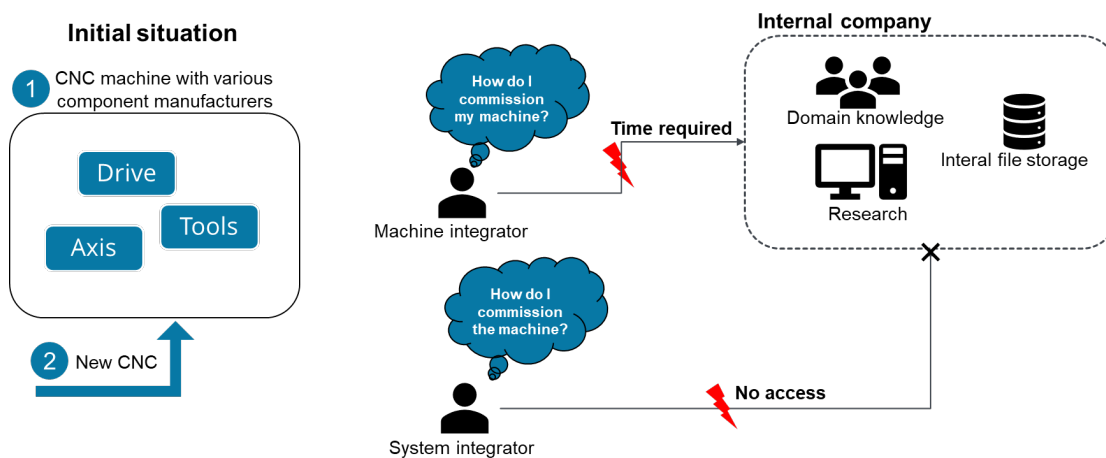 Initial situation
1
CNC machine with various
component manufacturers
Drive
Tools
Axis
2
New CNC
How do I
commission
my machine?
Machine integrator
Time required
Internal company
Domain knowledge
Interal file storage
Research
How do I
commission
the machine?
System integrator
No access